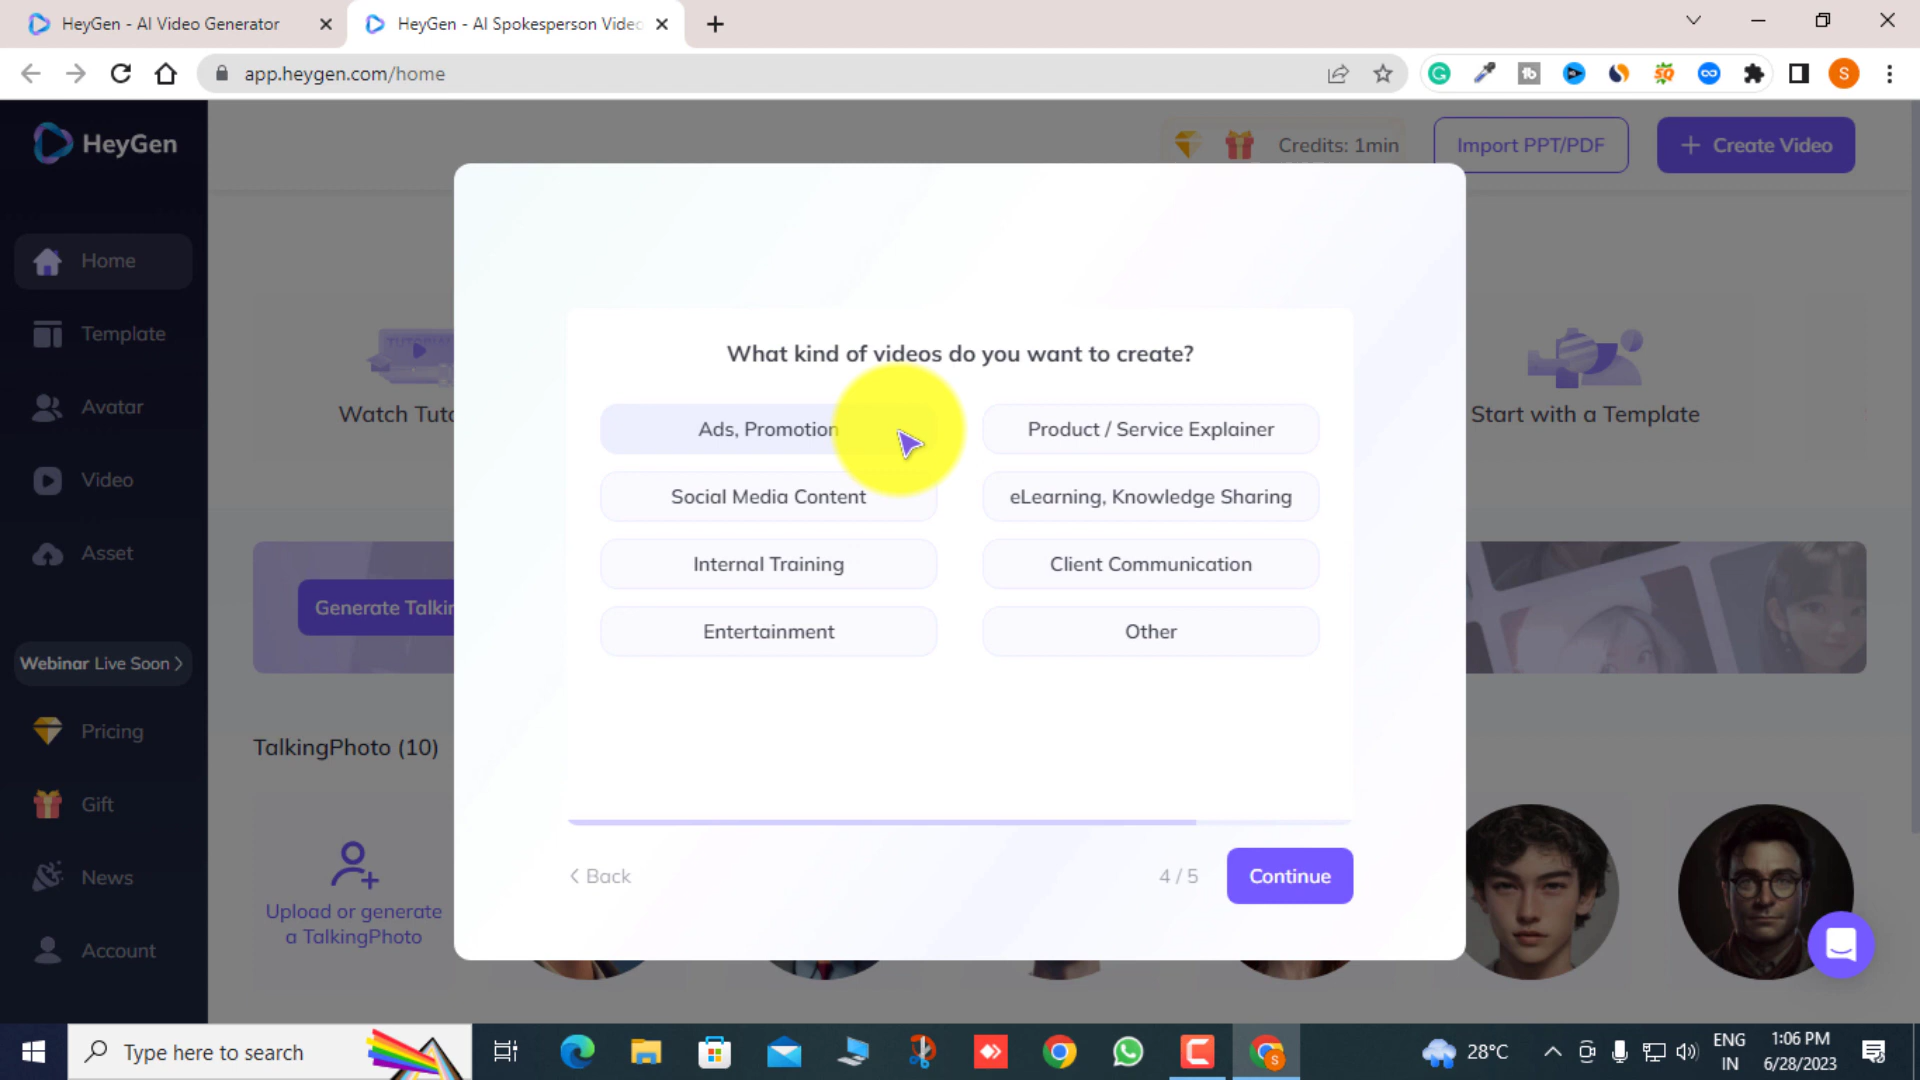 HeyGen - AI Video Generator
HeyGen - AI Spokesperson Video
app.heygen.com/home
S
HeyGen
Credits: 1min
Import PPT/PDF
+ Create Video
Home
Template
Avatar
Video
Asset
Webinar Live Soon >
Pricing
Gift
News
Account
Watch Tuto
Start with a Template
Generate Talkin
TalkingPhoto (10)
Upload or generate
a TalkingPhoto
What kind of videos do you want to create?
Ads, Promotion
Product / Service Explainer
Social Media Content
eLearning, Knowledge Sharing
Internal Training
Client Communication
Entertainment
Other
< Back
4 / 5
Continue
Type here to search
28°C
ENG
IN
1:06 PM
6/28/2023